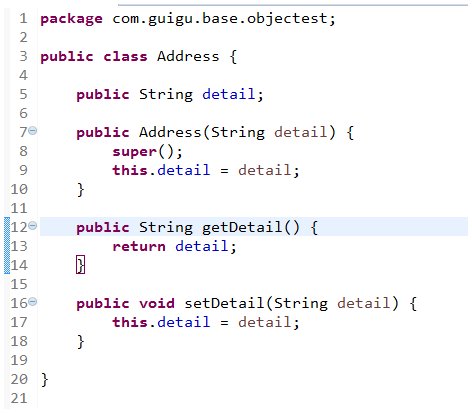 1 package com.guigu.base.objectest;
2
3 public class Address {
4
5     public String detail;
6
7     public Address(String detail) {
8         super();
9         this.detail = detail;
10     }
11
12     public String getDetail() {
13         return detail;
14     }
15
16     public void setDetail(String detail) {
17         this.detail = detail;
18     }
19
20 }
21